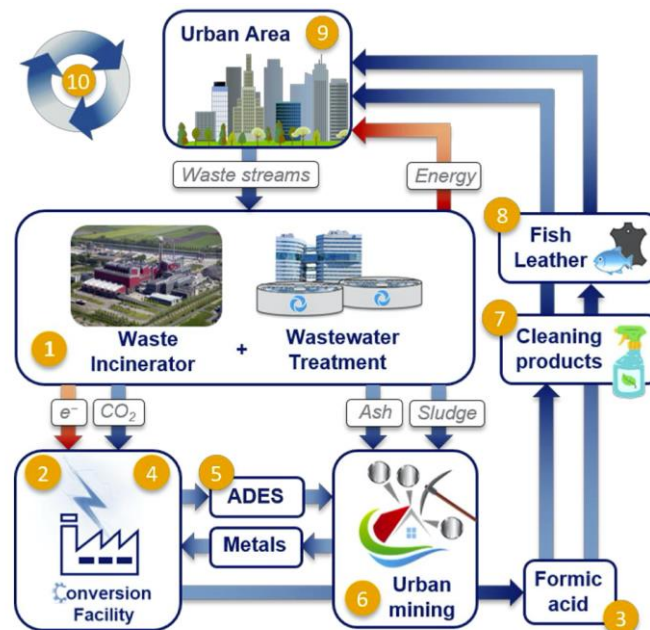 Urban Area
9
10
Waste streams
Energy
8
Fish
Leather
1
Waste
Incinerator
+
Wastewater
Treatment
7
Cleaning
products
e⁻
CO₂
Ash
Sludge
2
4
5
ADES
Metals
Conversion
Facility
6
Urban
mining
Formic
acid
3